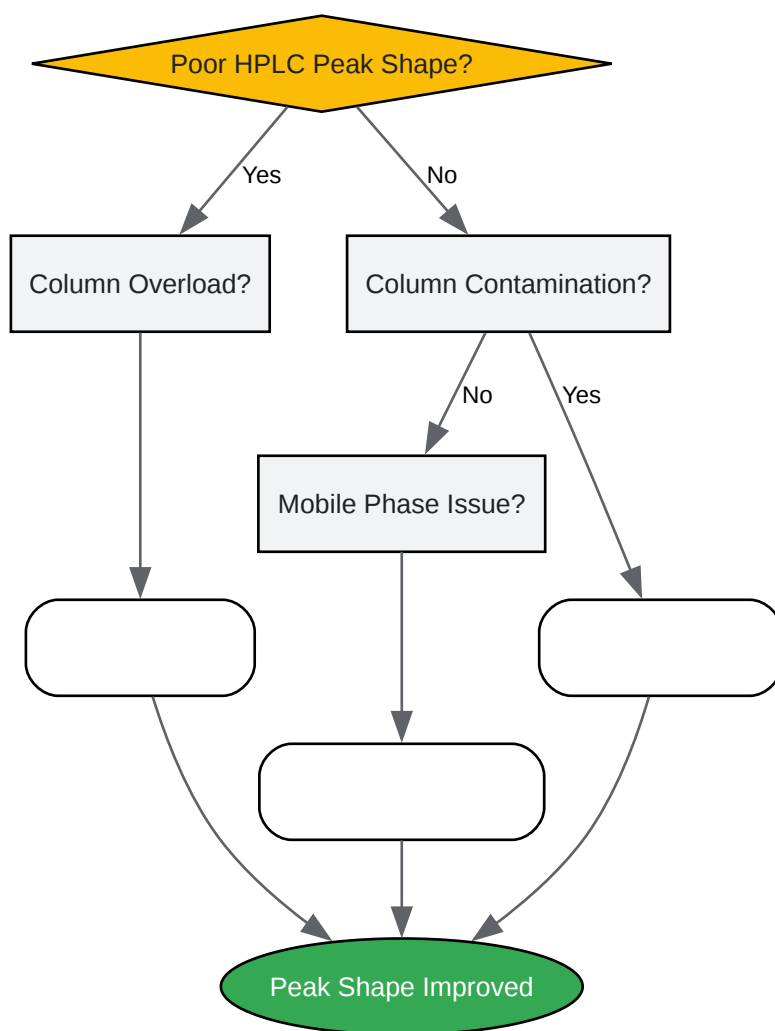 Poor HPLC Peak Shape?
Yes
No
Column Overload?
Column Contamination?
No
Yes
Mobile Phase Issue?
Peak Shape Improved